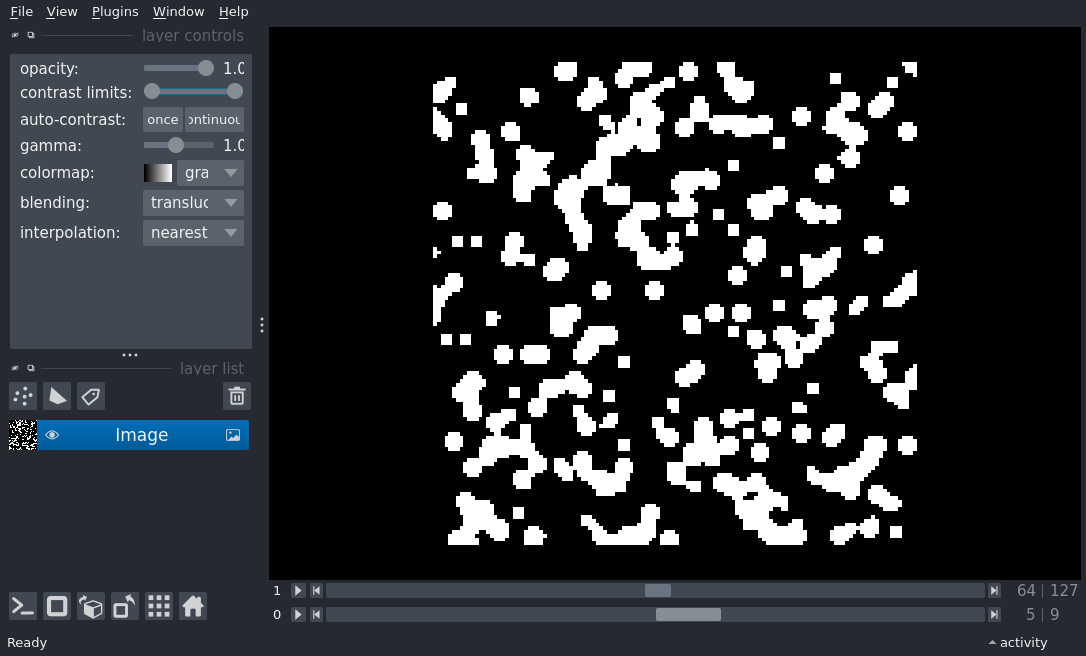 File View Plugins Window Help
layer controls
opacity: 1.0
contrast limits:
auto-contrast: once ontinuou
gamma: 1.0
colormap: gra
blending: transluc
interpolation: nearest
layer list
Image
1 64 127
0 5 9
Ready activity